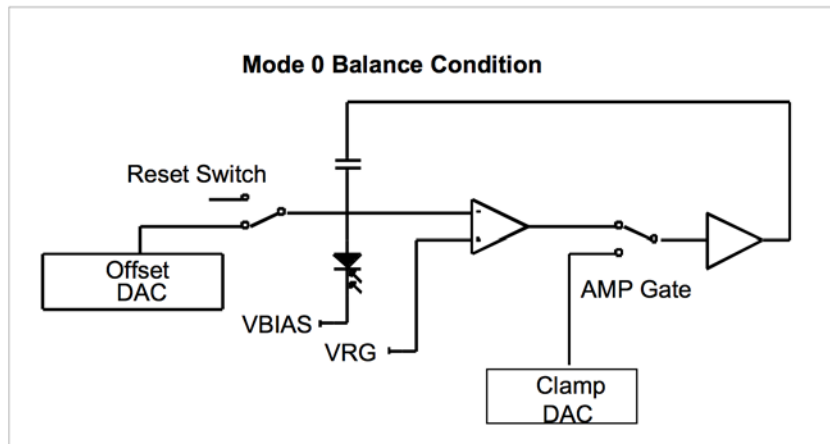 Mode 0 Balance Condition
Reset Switch
Offset
DAC
VBIAS
VRG
-
+
AMP Gate
Clamp
DAC